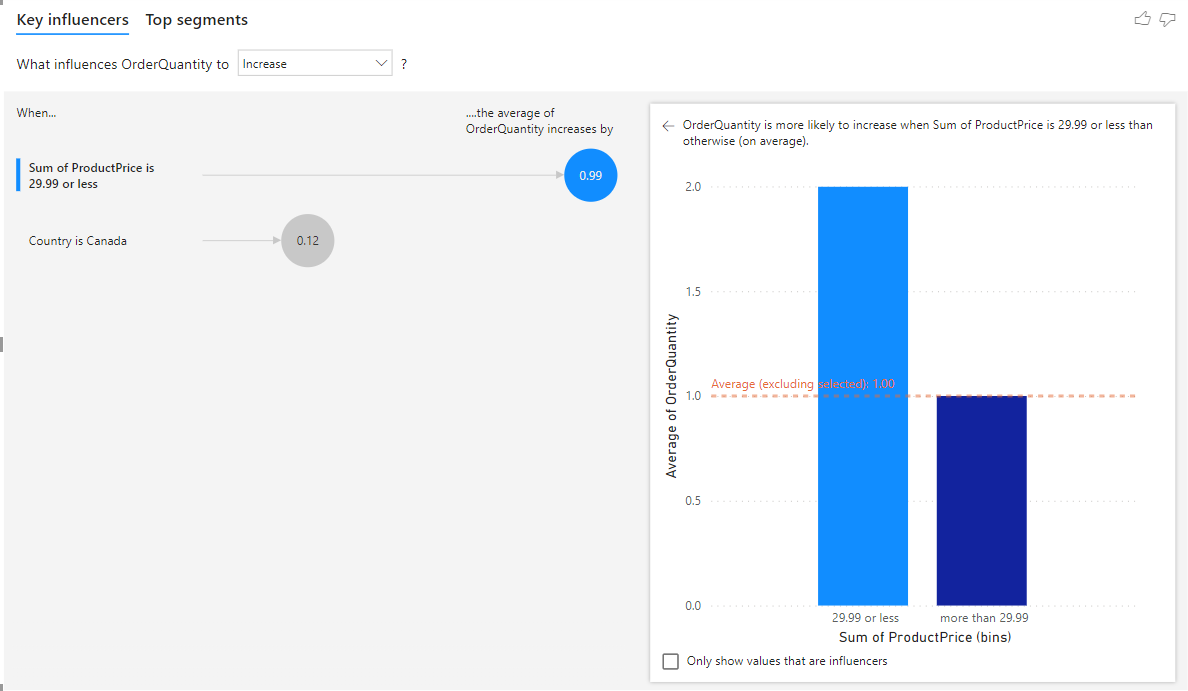 Key influencers Top segments
What influences OrderQuantity to Increase ?
When...
....the average of
OrderQuantity increases by
Sum of ProductPrice is
29.99 or less
0.99
Country is Canada
0.12
OrderQuantity is more likely to increase when Sum of ProductPrice is 29.99 or less than
otherwise (on average).
Average of OrderQuantity
2.0
1.5
Average (excluding selected): 1.00
1.0
0.5
0.0
29.99 or less more than 29.99
Sum of ProductPrice (bins)
Only show values that are influencers